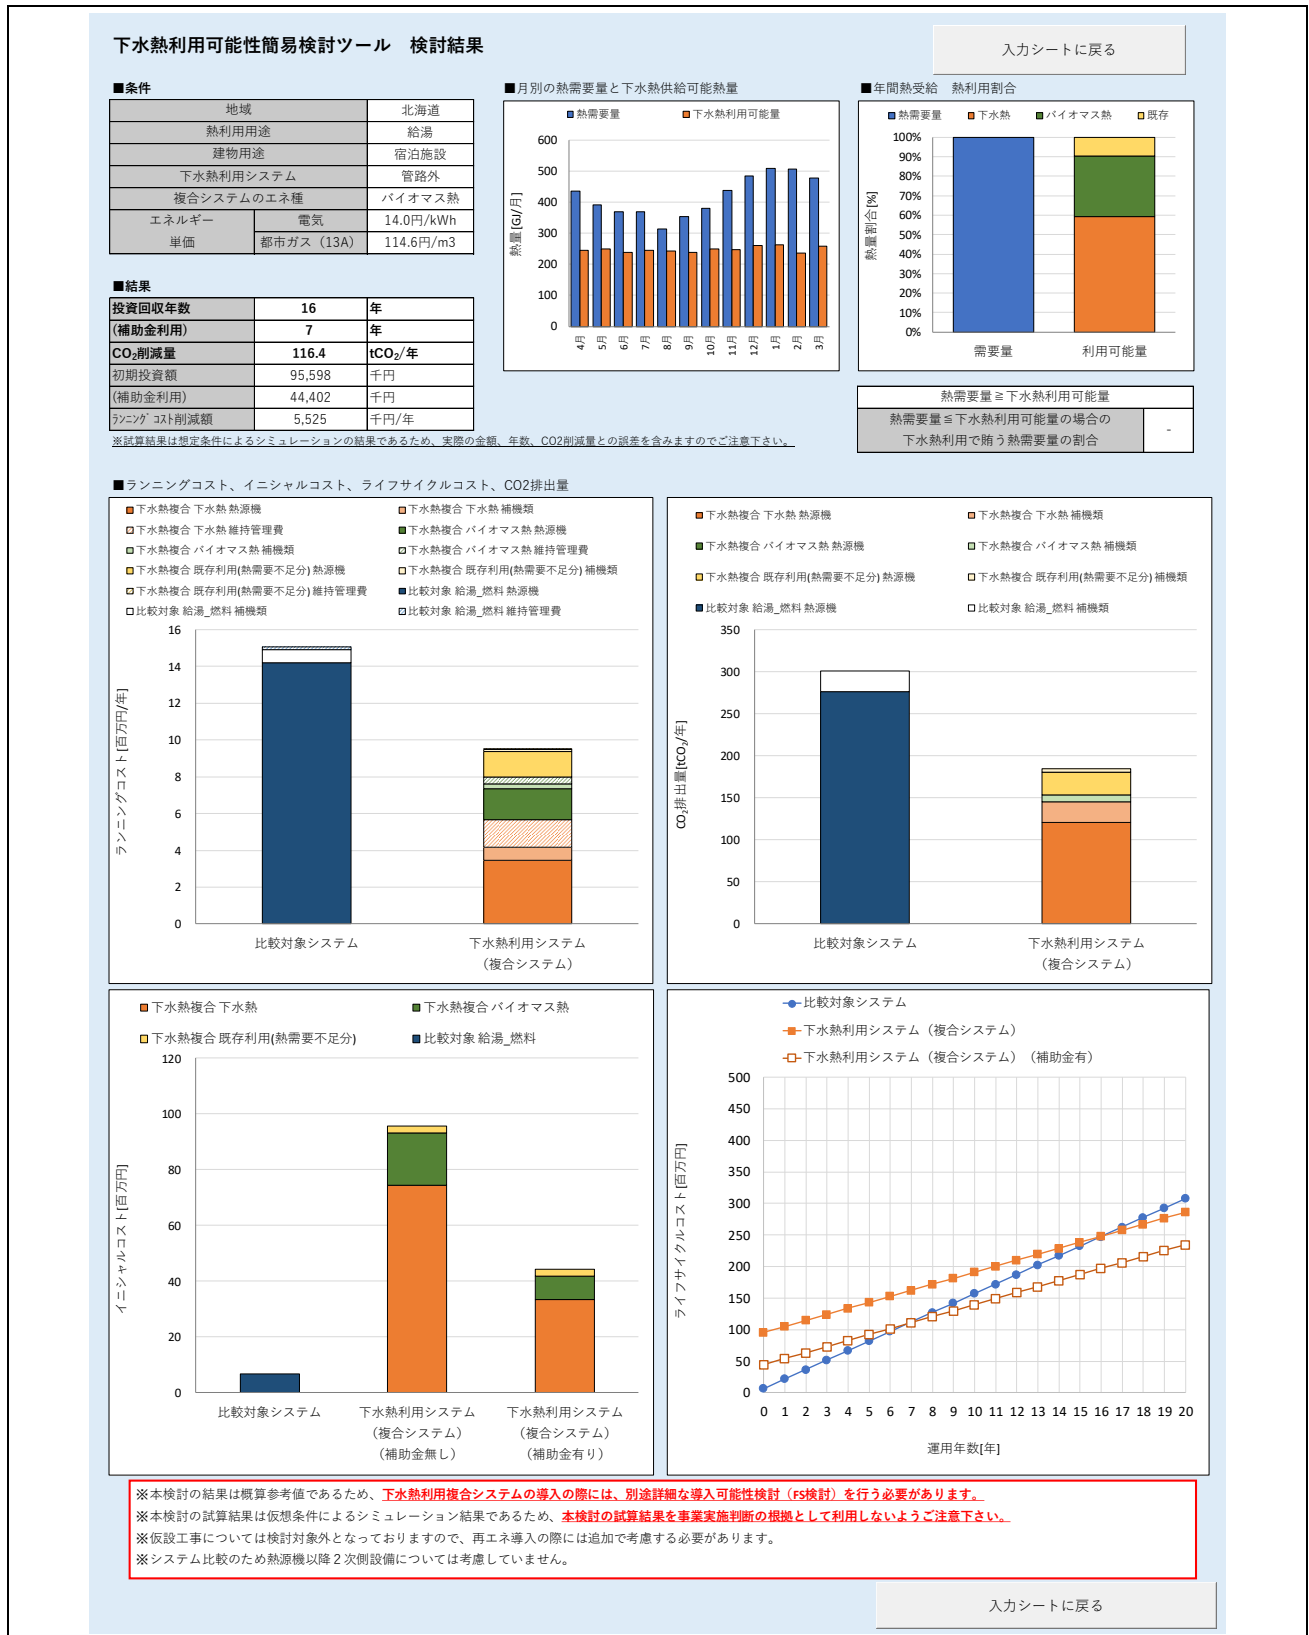 下水熱利用可能性簡易検討ツール　検討結果
入力シートに戻る
■条件
地域 北海道
熱利用用途 給湯
建物用途 宿泊施設
下水熱利用システム 管路外
複合システムのエネ種 バイオマス熱
エネルギー 単価 電気 14.0円/kWh
都市ガス（13A） 114.6円/m3
■結果
投資回収年数 16 年
(補助金利用) 7 年
CO₂削減量 116.4 tCO₂/年
初期投資額 95,598 千円
(補助金利用) 44,402 千円
ﾗﾝﾆﾝｸﾞｺｽﾄ削減額 5,525 千円/年
※試算結果は想定条件によるシミュレーションの結果であるため、実際の金額、年数、CO2削減量との誤差を含みますのでご注意下さい。
■月別の熱需要量と下水熱供給可能熱量
■熱需要量 ■下水熱利用可能量
熱量[GJ/月]
600
500
400
300
200
100
0
4月 5月 6月 7月 8月 9月 10月 11月 12月 1月 2月 3月
■年間熱受給　熱利用割合
■熱需要量 ■下水熱 ■バイオマス熱 □既存
熱量割合[%]
100%
90%
80%
70%
60%
50%
40%
30%
20%
10%
0%
需要量 利用可能量
熱需要量≧下水熱利用可能量
熱需要量≦下水熱利用可能量の場合の
下水熱利用で賄う熱需要量の割合 -
■ランニングコスト、イニシャルコスト、ライフサイクルコスト、CO2排出量
下水熱複合 下水熱 熱源機 下水熱複合 下水熱 補機類
下水熱複合 下水熱 維持管理費 下水熱複合 バイオマス熱 熱源機
下水熱複合 バイオマス熱 補機類 下水熱複合 バイオマス熱 維持管理費
下水熱複合 既存利用(熱需要不足分) 熱源機 下水熱複合 既存利用(熱需要不足分) 補機類
下水熱複合 既存利用(熱需要不足分) 維持管理費 比較対象 給湯_燃料 熱源機
比較対象 給湯_燃料 補機類 比較対象 給湯_燃料 維持管理費
ランニングコスト[百万円/年]
16
14
12
10
8
6
4
2
0
比較対象システム 下水熱利用システム
（複合システム）
下水熱複合 下水熱 熱源機 下水熱複合 下水熱 補機類
下水熱複合 バイオマス熱 熱源機 下水熱複合 バイオマス熱 補機類
下水熱複合 既存利用(熱需要不足分) 熱源機 下水熱複合 既存利用(熱需要不足分) 補機類
比較対象 給湯_燃料 熱源機 比較対象 給湯_燃料 補機類
CO₂排出量[tCO₂/年]
350
300
250
200
150
100
50
0
比較対象システム 下水熱利用システム
（複合システム）
下水熱複合 下水熱 下水熱複合 バイオマス熱
下水熱複合 既存利用(熱需要不足分) 比較対象 給湯_燃料
イニシャルコスト[百万円]
120
100
80
60
40
20
0
比較対象システム 下水熱利用システム 下水熱利用システム
（複合システム） （複合システム）
（補助金無し） （補助金有り）
比較対象システム
下水熱利用システム（複合システム）
下水熱利用システム（複合システム）（補助金有）
ライフサイクルコスト[百万円]
500
450
400
350
300
250
200
150
100
50
0
0 1 2 3 4 5 6 7 8 9 10 11 12 13 14 15 16 17 18 19 20
運用年数[年]
※本検討の結果は概算参考値であるため、下水熱利用複合システムの導入の際には、別途詳細な導入可能性検討（FS検討）を行う必要があります。
※本検討の試算結果は仮想条件によるシミュレーション結果であるため、本検討の試算結果を事業実施判断の根拠として利用しないようご注意下さい。
※仮設工事については検討対象外となっておりますので、再エネ導入の際には追加で考慮する必要があります。
※システム比較のため熱源機以降２次側設備については考慮していません。
入力シートに戻る